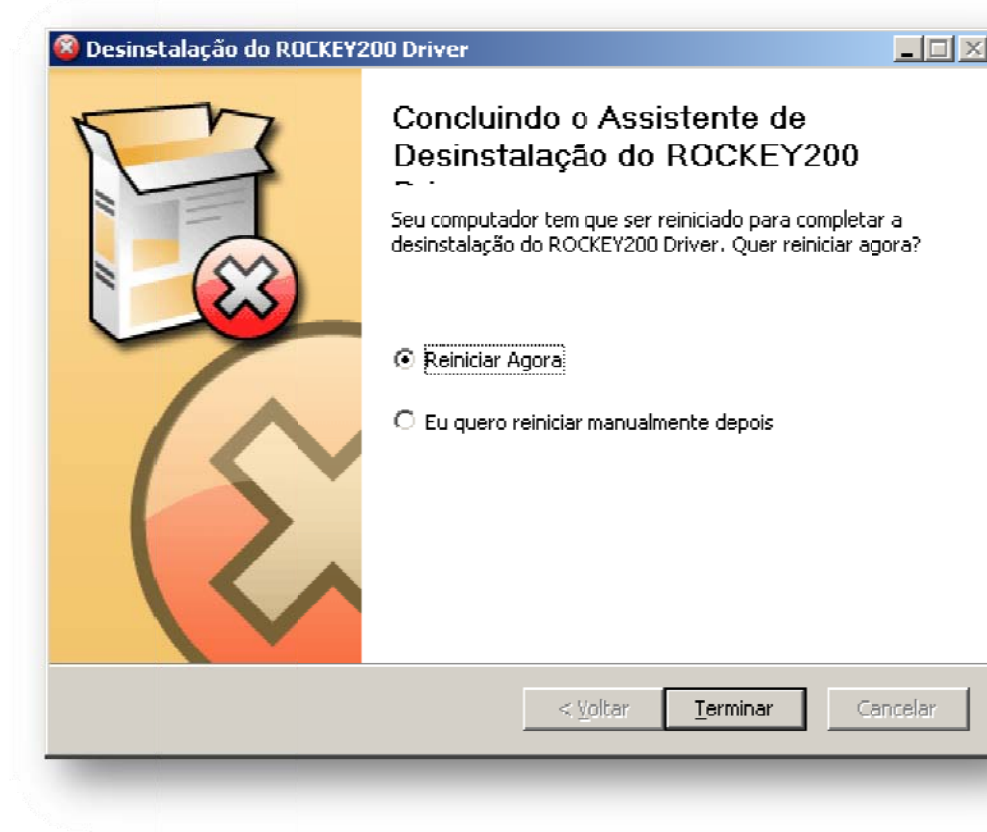 Desinstalação do ROCKEY200 Driver
Concluindo o Assistente de
Desinstalação do ROCKEY200
Seu computador tem que ser reiniciado para completar a
desinstalação do ROCKEY200 Driver. Quer reiniciar agora?
Reiniciar Agora
Eu quero reiniciar manualmente depois
< Voltar
Terminar
Cancelar